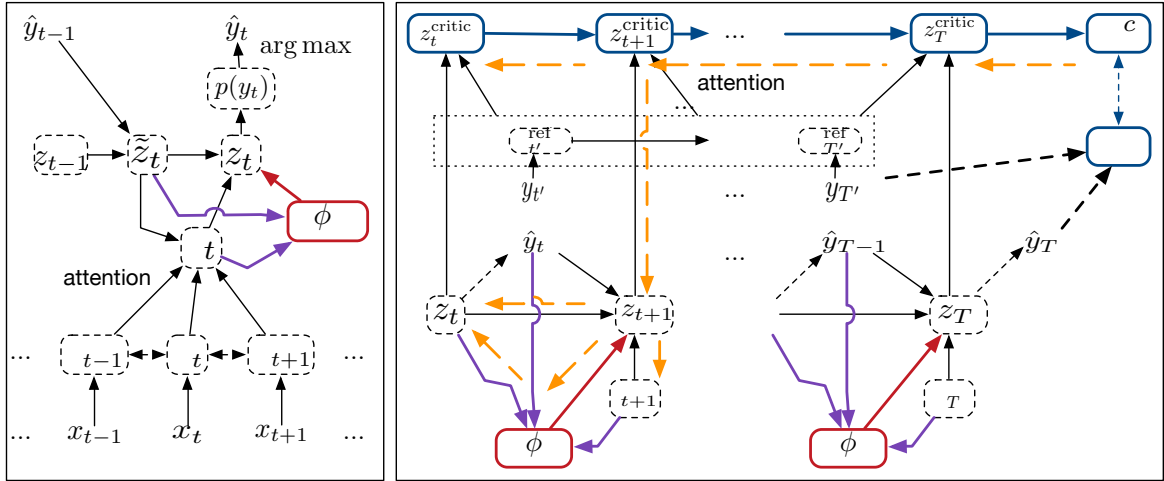 ŷ_{t−1} ŷ_t
arg max
p(y_t)
z_{t−1} z̃_t z_t
ϕ
t
attention
... t−1 t t+1 ...
... x_{t−1} x_t x_{t+1} ...
z_t^{critic} z_{t+1}^{critic} ... z_T^{critic} c
attention
...
ref t′ ref T′
y_{t′} ... y_{T′}
ŷ_t ... ŷ_{T−1} ŷ_T
z_t z_{t+1} z_T
t+1 T
ϕ ϕ